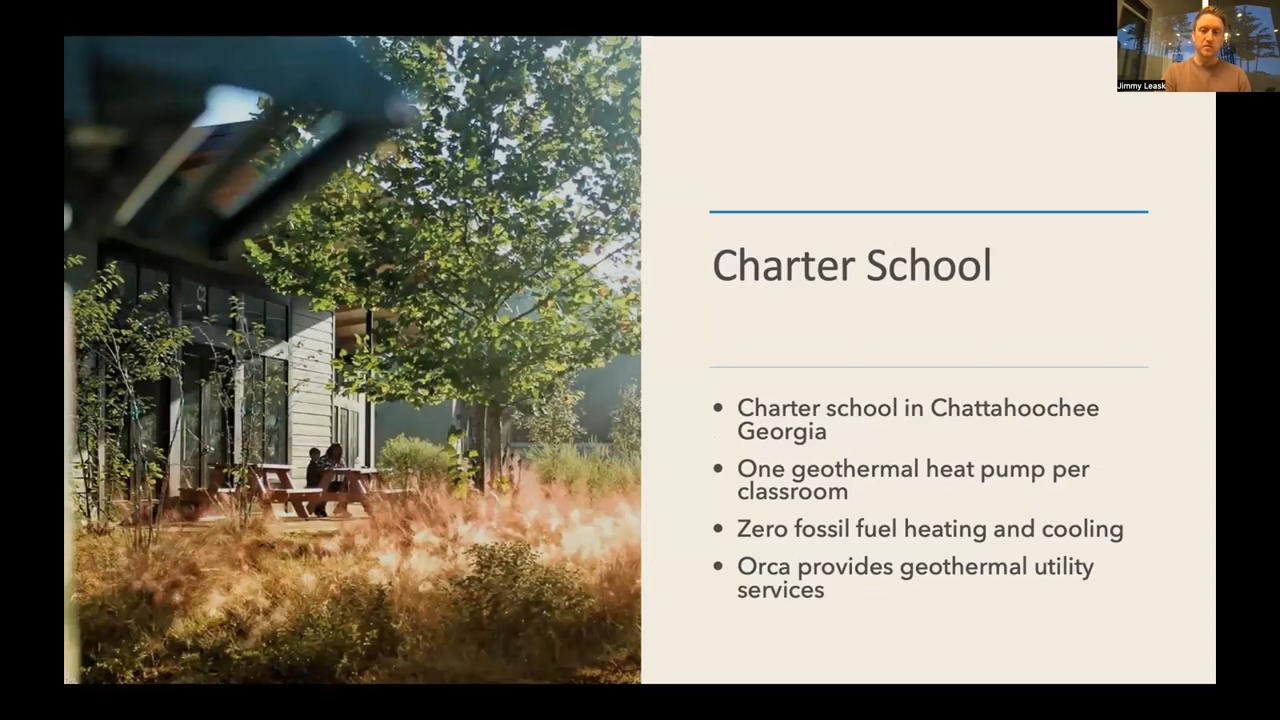 Jimmy Leask
Charter School
• Charter school in Chattahoochee
Georgia
• One geothermal heat pump per
classroom
• Zero fossil fuel heating and cooling
• Orca provides geothermal utility
services